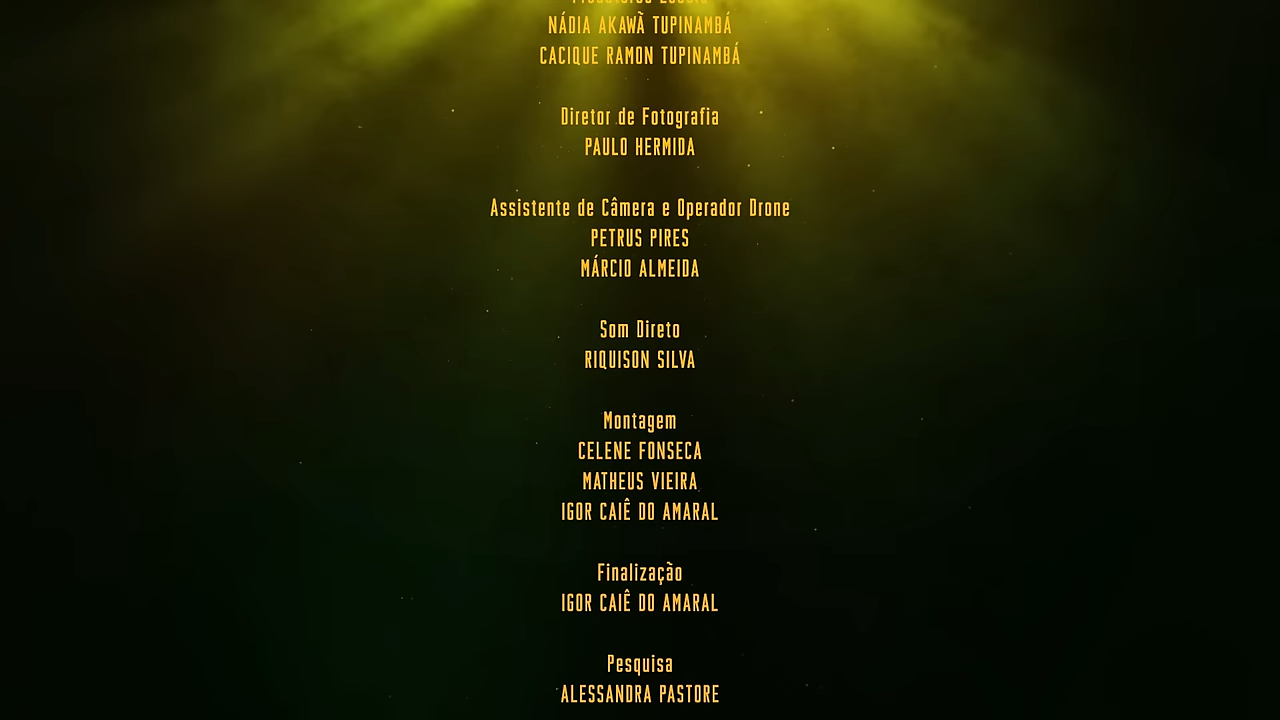 NÁDIA AKAWÃ TUPINAMBÁ
CACIQUE RAMON TUPINAMBÁ
Diretor de Fotografia
PAULO HERMIDA
Assistente de Câmera e Operador Drone
PETRUS PIRES
MÁRCIO ALMEIDA
Som Direto
RIQUISON SILVA
Montagem
CELENE FONSECA
MATHEUS VIEIRA
IGOR CAIÊ DO AMARAL
Finalização
IGOR CAIÊ DO AMARAL
Pesquisa
ALESSANDRA PASTORE